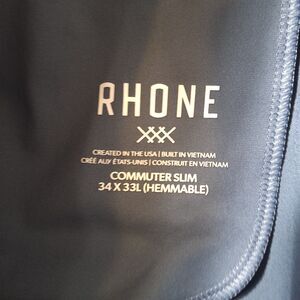 RHONE
XXX
CREATED IN THE USA | BUILT IN VIETNAM
CRÉÉ AUX ÉTATS-UNIS | CONSTRUIT EN VIETNAM
COMMUTER SLIM
34 X 33L (HEMMABLE)